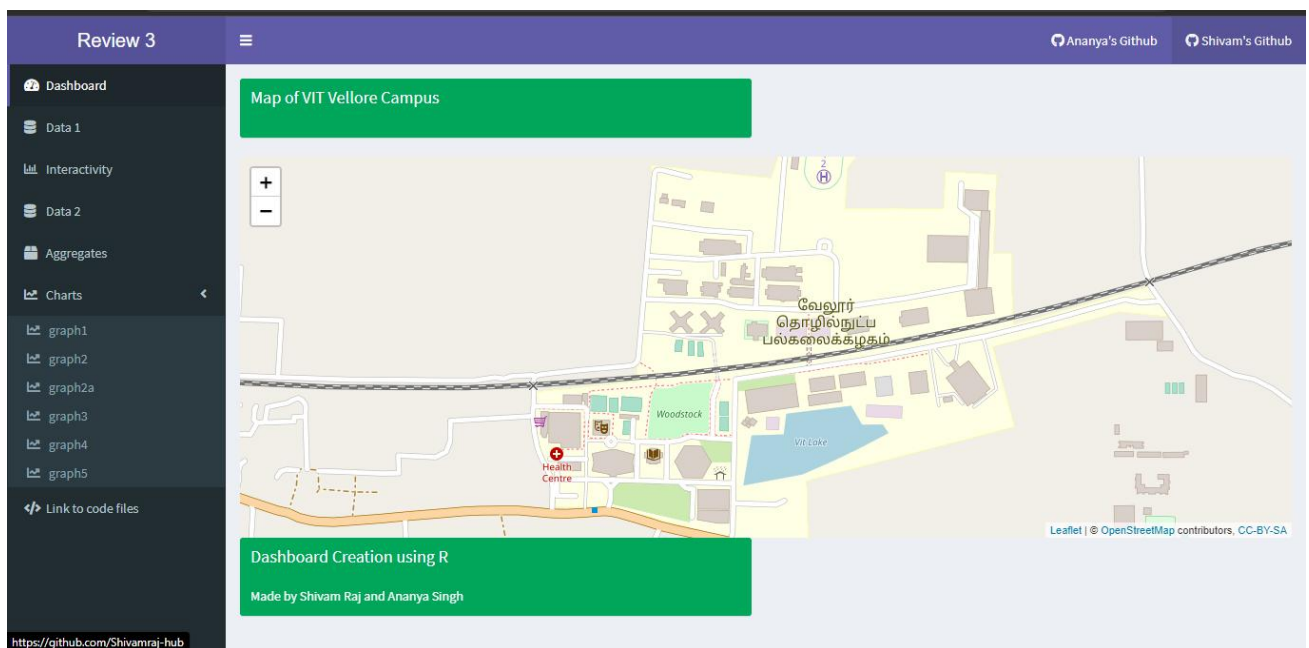 Review 3
Ananya's Github
Shivam's Github
Dashboard
Data 1
Interactivity
Data 2
Aggregates
Charts
graph1
graph2
graph2a
graph3
graph4
graph5
Link to code files
https://github.com/Shivamraj-hub
Map of VIT Vellore Campus
+
−
2
H
வேலூர்
தொழில்நுட்ப
பல்கலைக்கழகம்
Woodstock
Vit Lake
Health
Centre
Leaflet | © OpenStreetMap contributors, CC-BY-SA
Dashboard Creation using R
Made by Shivam Raj and Ananya Singh